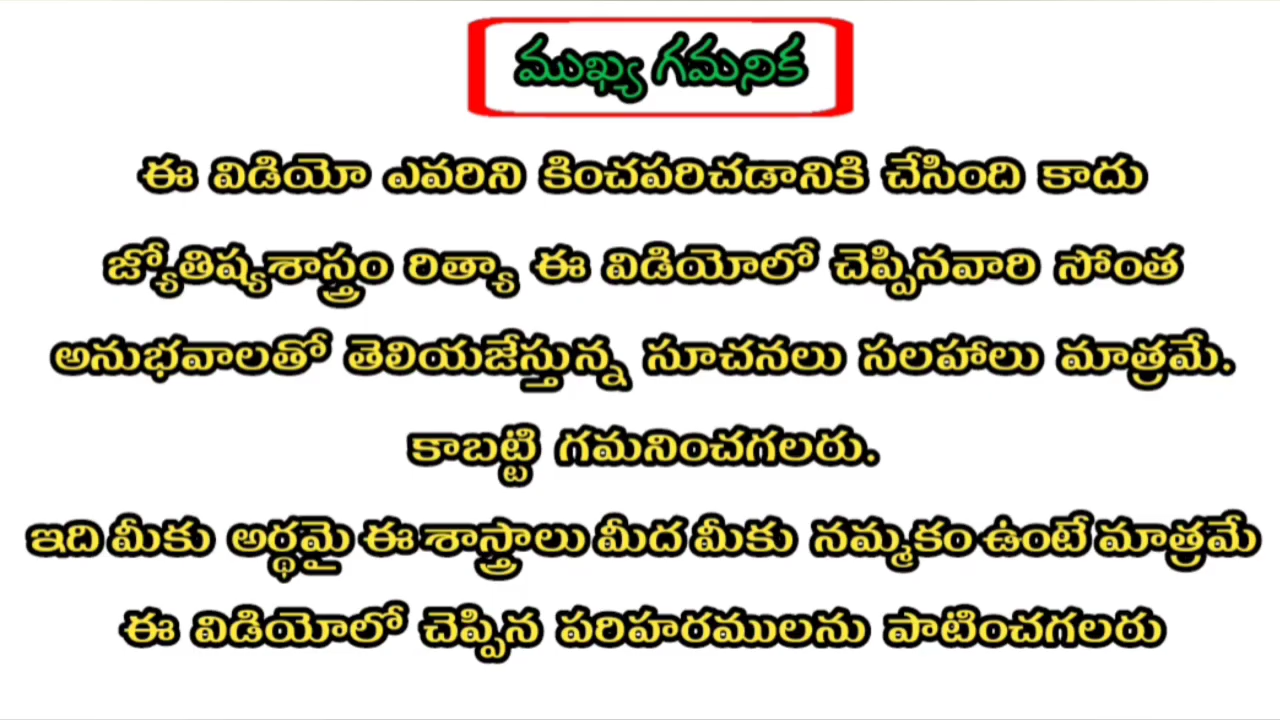 ముఖ్య గమనిక
ఈ విడియో ఎవరిని కించపరిచడానికి చేసింది కాదు
జ్యోతిష్యశాస్త్రం రిత్యా ఈ విడియోలో చెప్పినవారి సోంత
అనుభవాలతో తెలియజేస్తున్న సూచనలు సలహాలు మాత్రమే.
కాబట్టి గమనించగలరు.
ఇది మీకు అర్థమై ఈ శాస్త్రాలు మీద మీకు నమ్మకం ఉంటే మాత్రమే
ఈ విడియోలో చెప్పిన పరిహరములను పాటించగలరు